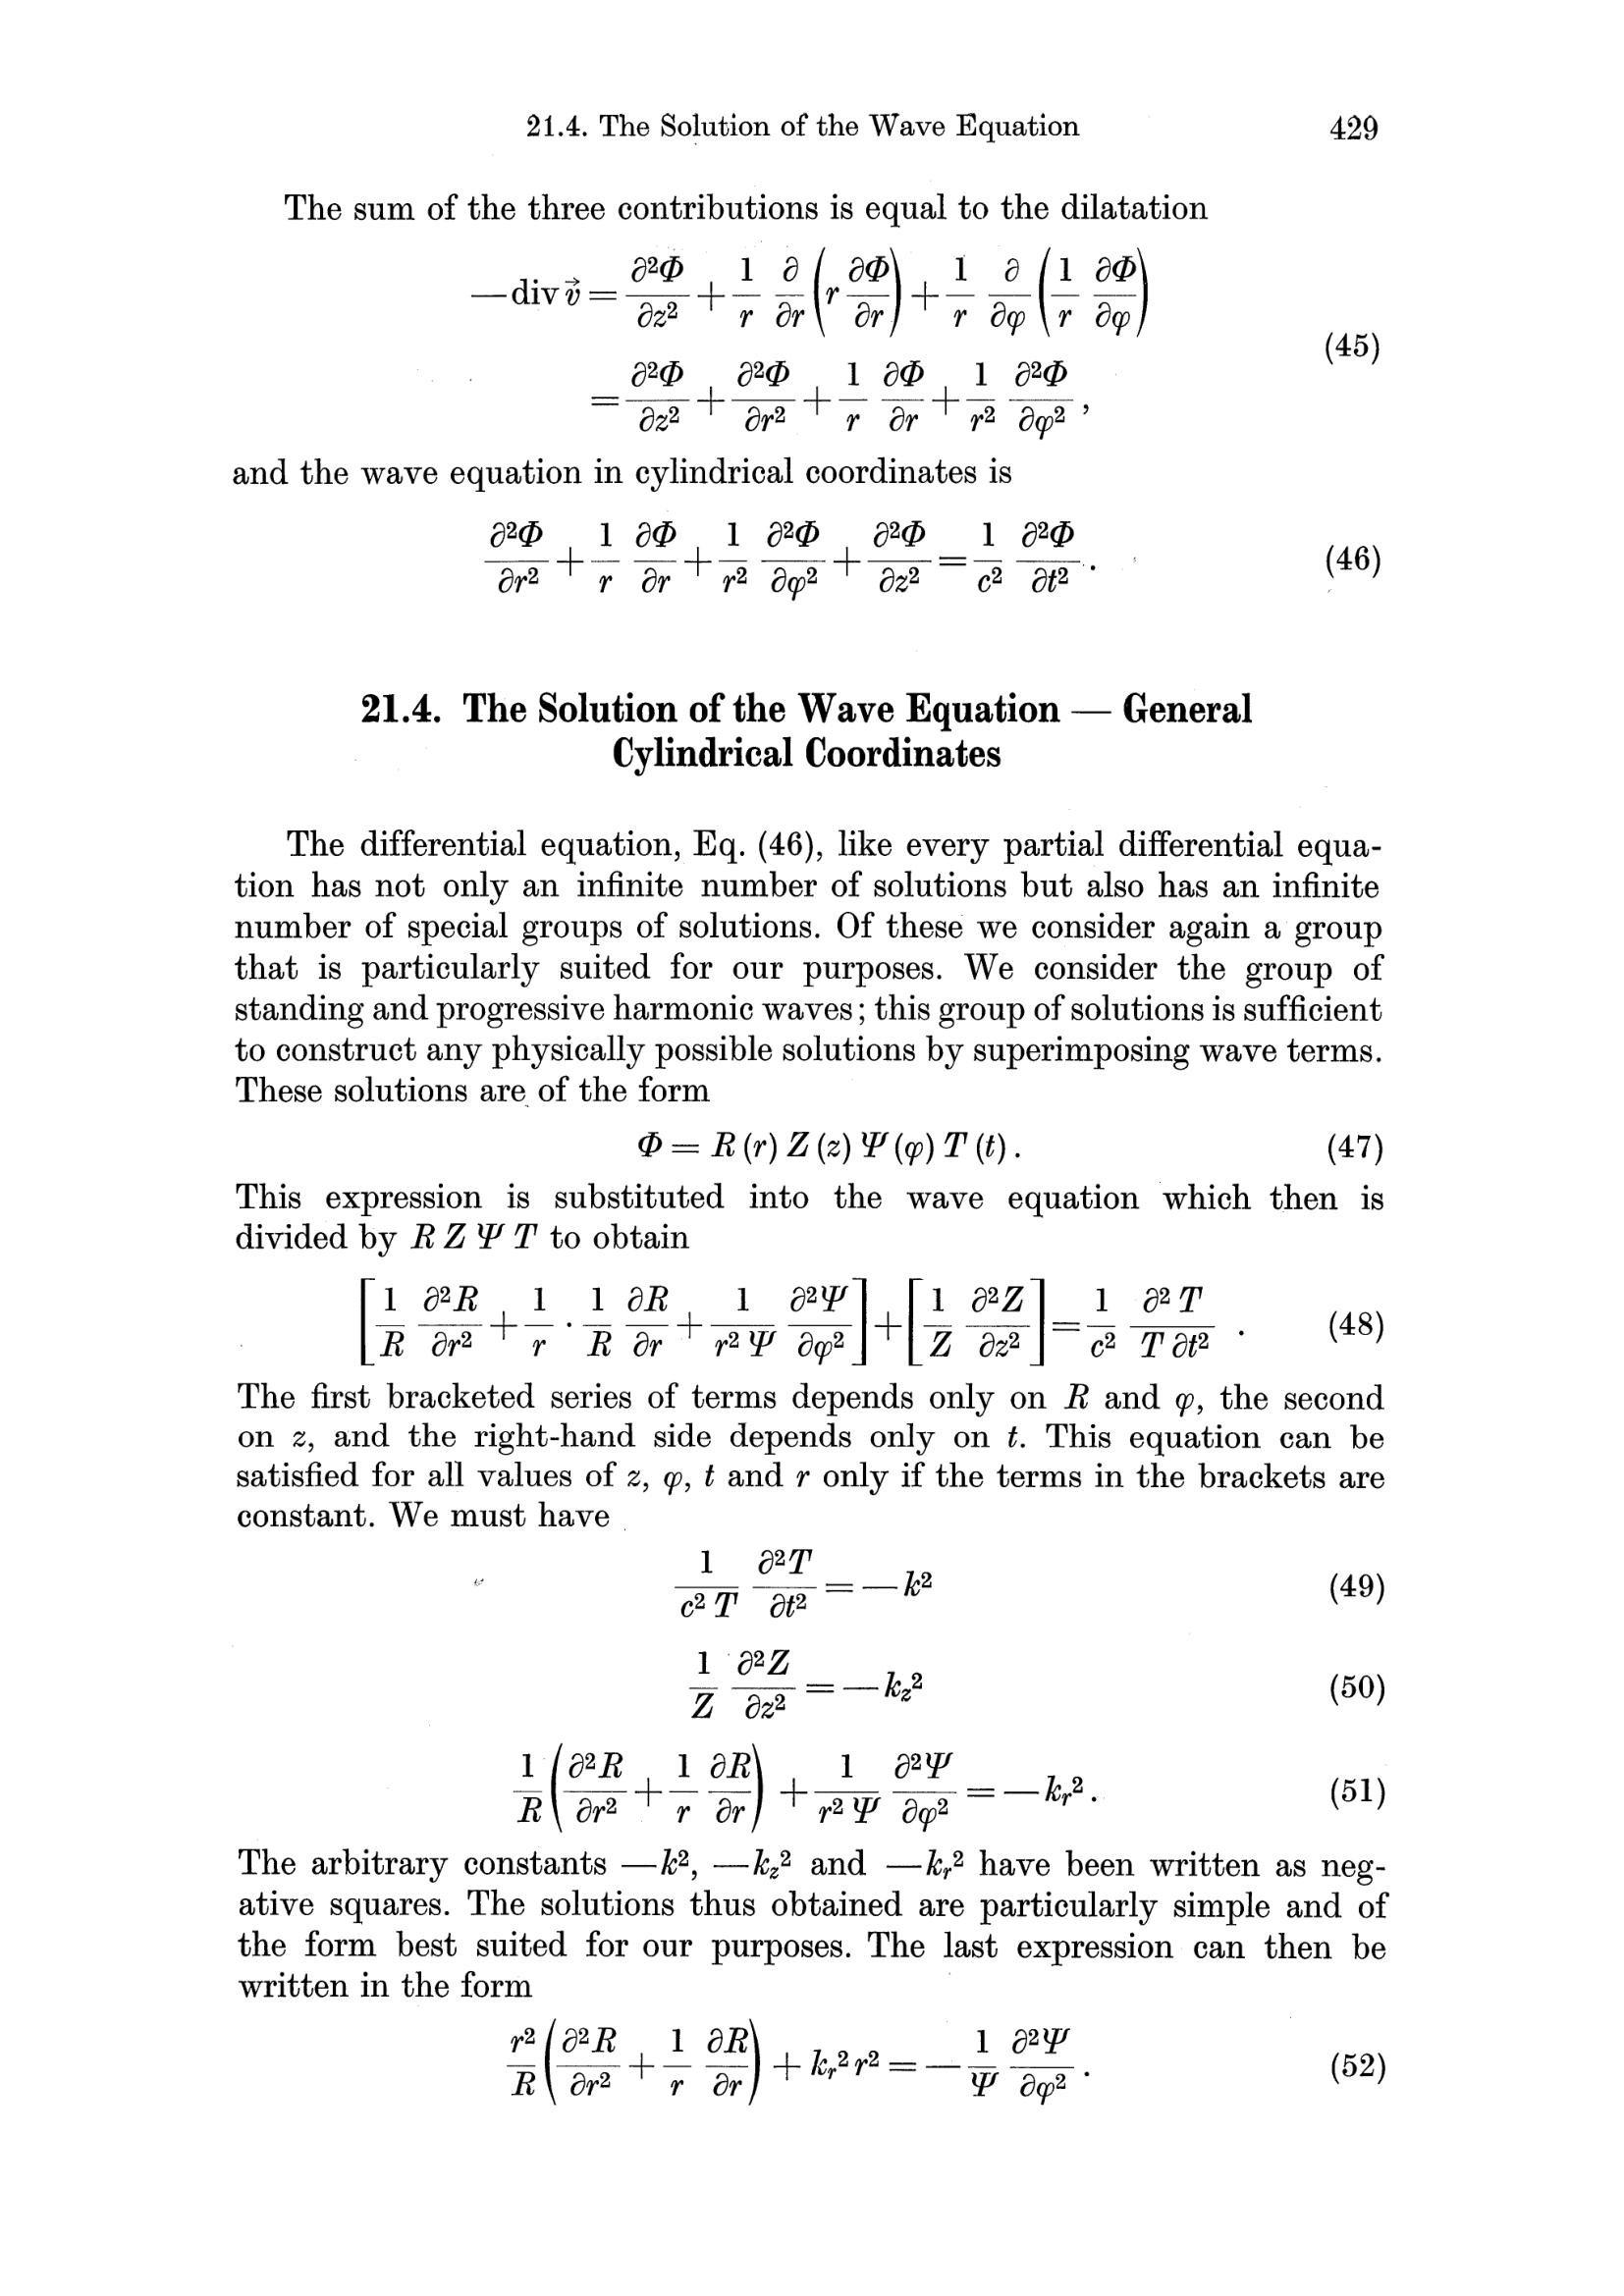 21.4. The Solution of the Wave Equation 429
The sum of the three contributions is equal to the dilatation
$$-\operatorname{div}\vec{v} = \frac{\partial^2\Phi}{\partial z^2} + \frac{1}{r}\frac{\partial}{\partial r}\left(r\frac{\partial\Phi}{\partial r}\right) + \frac{1}{r}\frac{\partial}{\partial\varphi}\left(\frac{1}{r}\frac{\partial\Phi}{\partial\varphi}\right)$$
$$= \frac{\partial^2\Phi}{\partial z^2} + \frac{\partial^2\Phi}{\partial r^2} + \frac{1}{r}\frac{\partial\Phi}{\partial r} + \frac{1}{r^2}\frac{\partial^2\Phi}{\partial\varphi^2},$$ (45)
and the wave equation in cylindrical coordinates is
$$\frac{\partial^2\Phi}{\partial r^2} + \frac{1}{r}\frac{\partial\Phi}{\partial r} + \frac{1}{r^2}\frac{\partial^2\Phi}{\partial\varphi^2} + \frac{\partial^2\Phi}{\partial z^2} = \frac{1}{c^2}\frac{\partial^2\Phi}{\partial t^2}.$$ (46)
21.4. The Solution of the Wave Equation — General
Cylindrical Coordinates
The differential equation, Eq. (46), like every partial differential equa-
tion has not only an infinite number of solutions but also has an infinite
number of special groups of solutions. Of these we consider again a group
that is particularly suited for our purposes. We consider the group of
standing and progressive harmonic waves; this group of solutions is sufficient
to construct any physically possible solutions by superimposing wave terms.
These solutions are of the form
$$\Phi = R(r)\,Z(z)\,\Psi(\varphi)\,T(t).$$ (47)
This expression is substituted into the wave equation which then is
divided by R Z Ψ T to obtain
$$\left[\frac{1}{R}\frac{\partial^2 R}{\partial r^2} + \frac{1}{r}\cdot\frac{1}{R}\frac{\partial R}{\partial r} + \frac{1}{r^2\Psi}\frac{\partial^2\Psi}{\partial\varphi^2}\right] + \left[\frac{1}{Z}\frac{\partial^2 Z}{\partial z^2}\right] = \frac{1}{c^2}\frac{\partial^2 T}{T\,\partial t^2}.$$ (48)
The first bracketed series of terms depends only on R and φ, the second
on z, and the right-hand side depends only on t. This equation can be
satisfied for all values of z, φ, t and r only if the terms in the brackets are
constant. We must have
$$\frac{1}{c^2 T}\frac{\partial^2 T}{\partial t^2} = -k^2$$ (49)
$$\frac{1}{Z}\frac{\partial^2 Z}{\partial z^2} = -k_z^2$$ (50)
$$\frac{1}{R}\left(\frac{\partial^2 R}{\partial r^2} + \frac{1}{r}\frac{\partial R}{\partial r}\right) + \frac{1}{r^2\Psi}\frac{\partial^2\Psi}{\partial\varphi^2} = -k_r^2.$$ (51)
The arbitrary constants $-k^2$, $-k_z^2$ and $-k_r^2$ have been written as neg-
ative squares. The solutions thus obtained are particularly simple and of
the form best suited for our purposes. The last expression can then be
written in the form
$$\frac{r^2}{R}\left(\frac{\partial^2 R}{\partial r^2} + \frac{1}{r}\frac{\partial R}{\partial r}\right) + k_r^2 r^2 = -\frac{1}{\Psi}\frac{\partial^2\Psi}{\partial\varphi^2}.$$ (52)